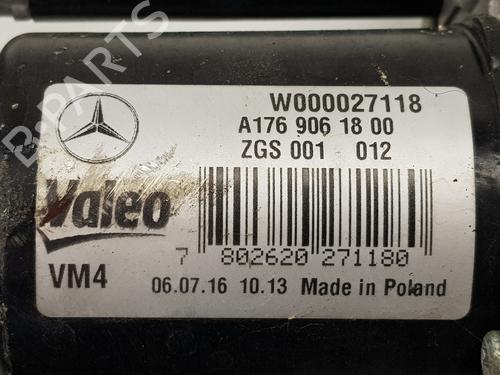 W000027118
A176 906 18 00
ZGS 001 012
Valeo
7 802620 271180
VM4 06.07.16 10.13 Made in Poland
B-PARTS